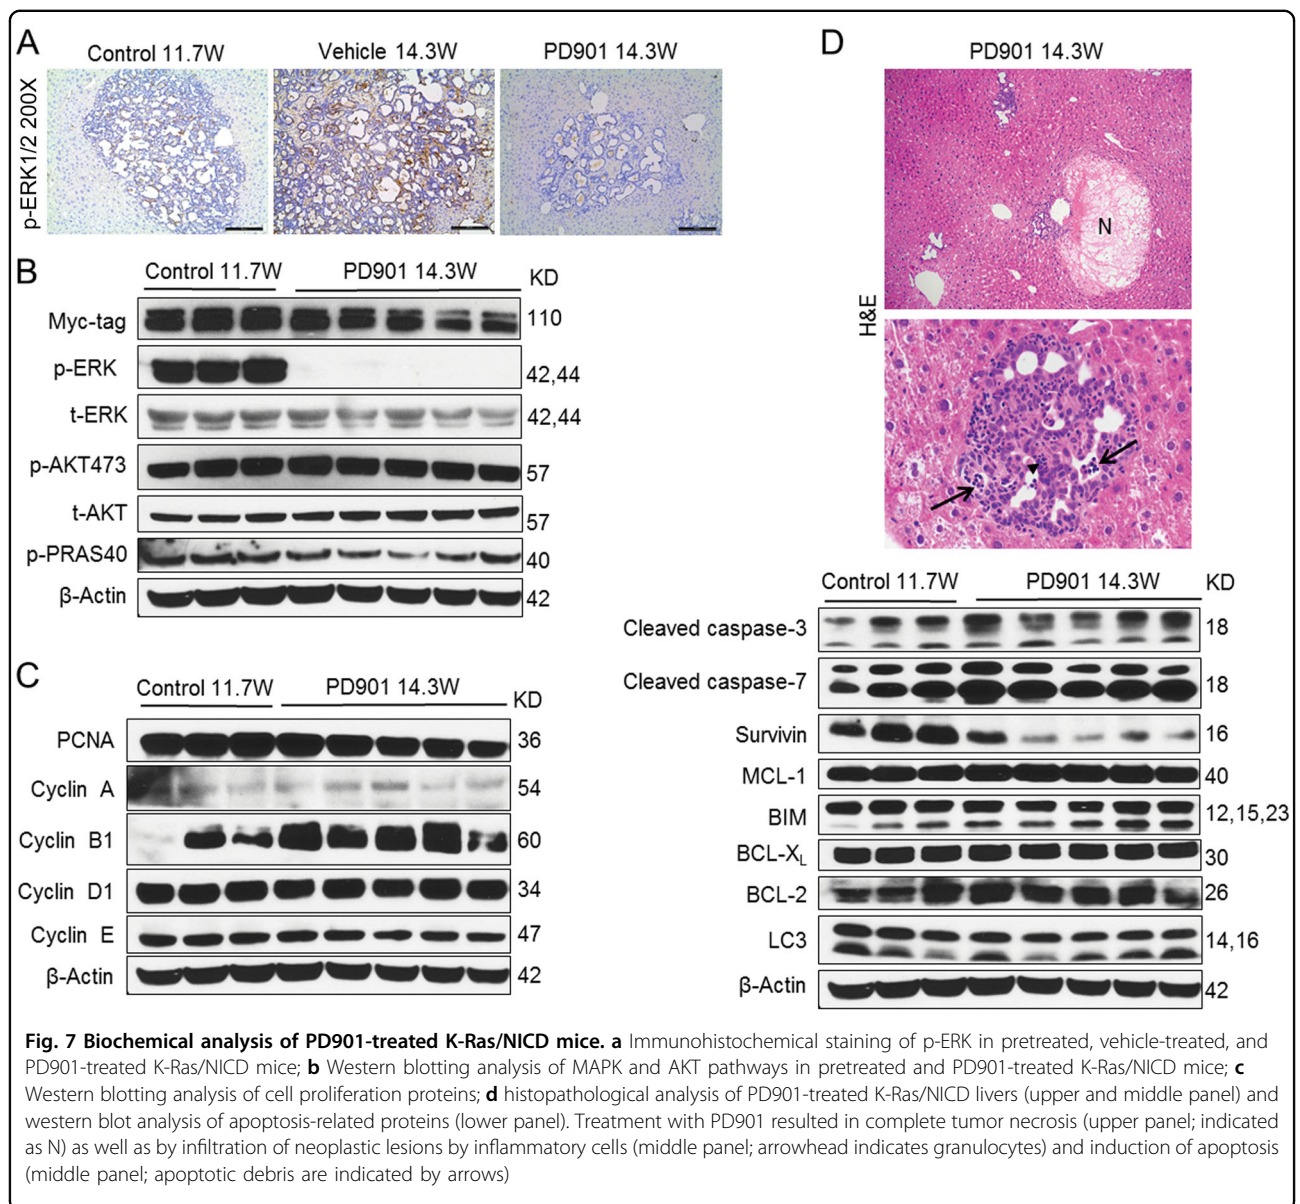 A
Control 11.7W
Vehicle 14.3W
PD901 14.3W
p-ERK1/2 200X
B
Control 11.7W
PD901 14.3W
KD
Myc-tag
110
p-ERK
42,44
t-ERK
42,44
p-AKT473
57
t-AKT
57
p-PRAS40
40
β-Actin
42
C
Control 11.7W
PD901 14.3W
KD
PCNA
36
Cyclin A
54
Cyclin B1
60
Cyclin D1
34
Cyclin E
47
β-Actin
42
D
PD901 14.3W
H&E
N
Control 11.7W
PD901 14.3W
KD
Cleaved caspase-3
18
Cleaved caspase-7
18
Survivin
16
MCL-1
40
BIM
12,15,23
BCL-XL
30
BCL-2
26
LC3
14,16
β-Actin
42
Fig. 7 Biochemical analysis of PD901-treated K-Ras/NICD mice. a Immunohistochemical staining of p-ERK in pretreated, vehicle-treated, and
PD901-treated K-Ras/NICD mice; b Western blotting analysis of MAPK and AKT pathways in pretreated and PD901-treated K-Ras/NICD mice; c
Western blotting analysis of cell proliferation proteins; d histopathological analysis of PD901-treated K-Ras/NICD livers (upper and middle panel) and
western blot analysis of apoptosis-related proteins (lower panel). Treatment with PD901 resulted in complete tumor necrosis (upper panel; indicated
as N) as well as by infiltration of neoplastic lesions by inflammatory cells (middle panel; arrowhead indicates granulocytes) and induction of apoptosis
(middle panel; apoptotic debris are indicated by arrows)